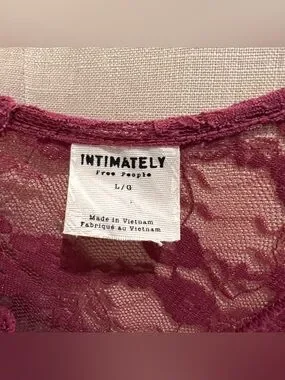 INTIMATELY
Free People
L/G
Made in Vietnam
Fabriqué au Vietnam